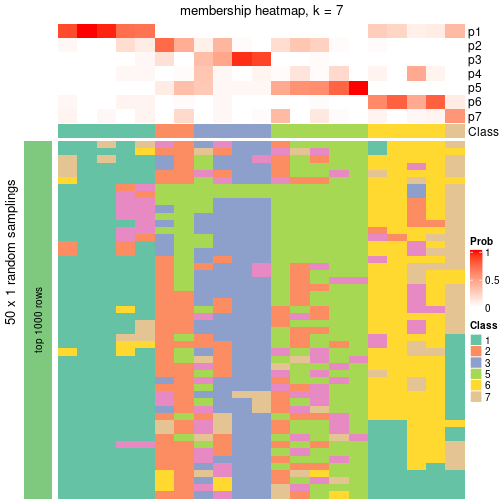 membership heatmap, k = 7
p1
p2
p3
p4
p5
p6
p7
Class
50 x 1 random samplings
top 1000 rows
Prob
1
0.5
0
Class
1
2
3
5
6
7